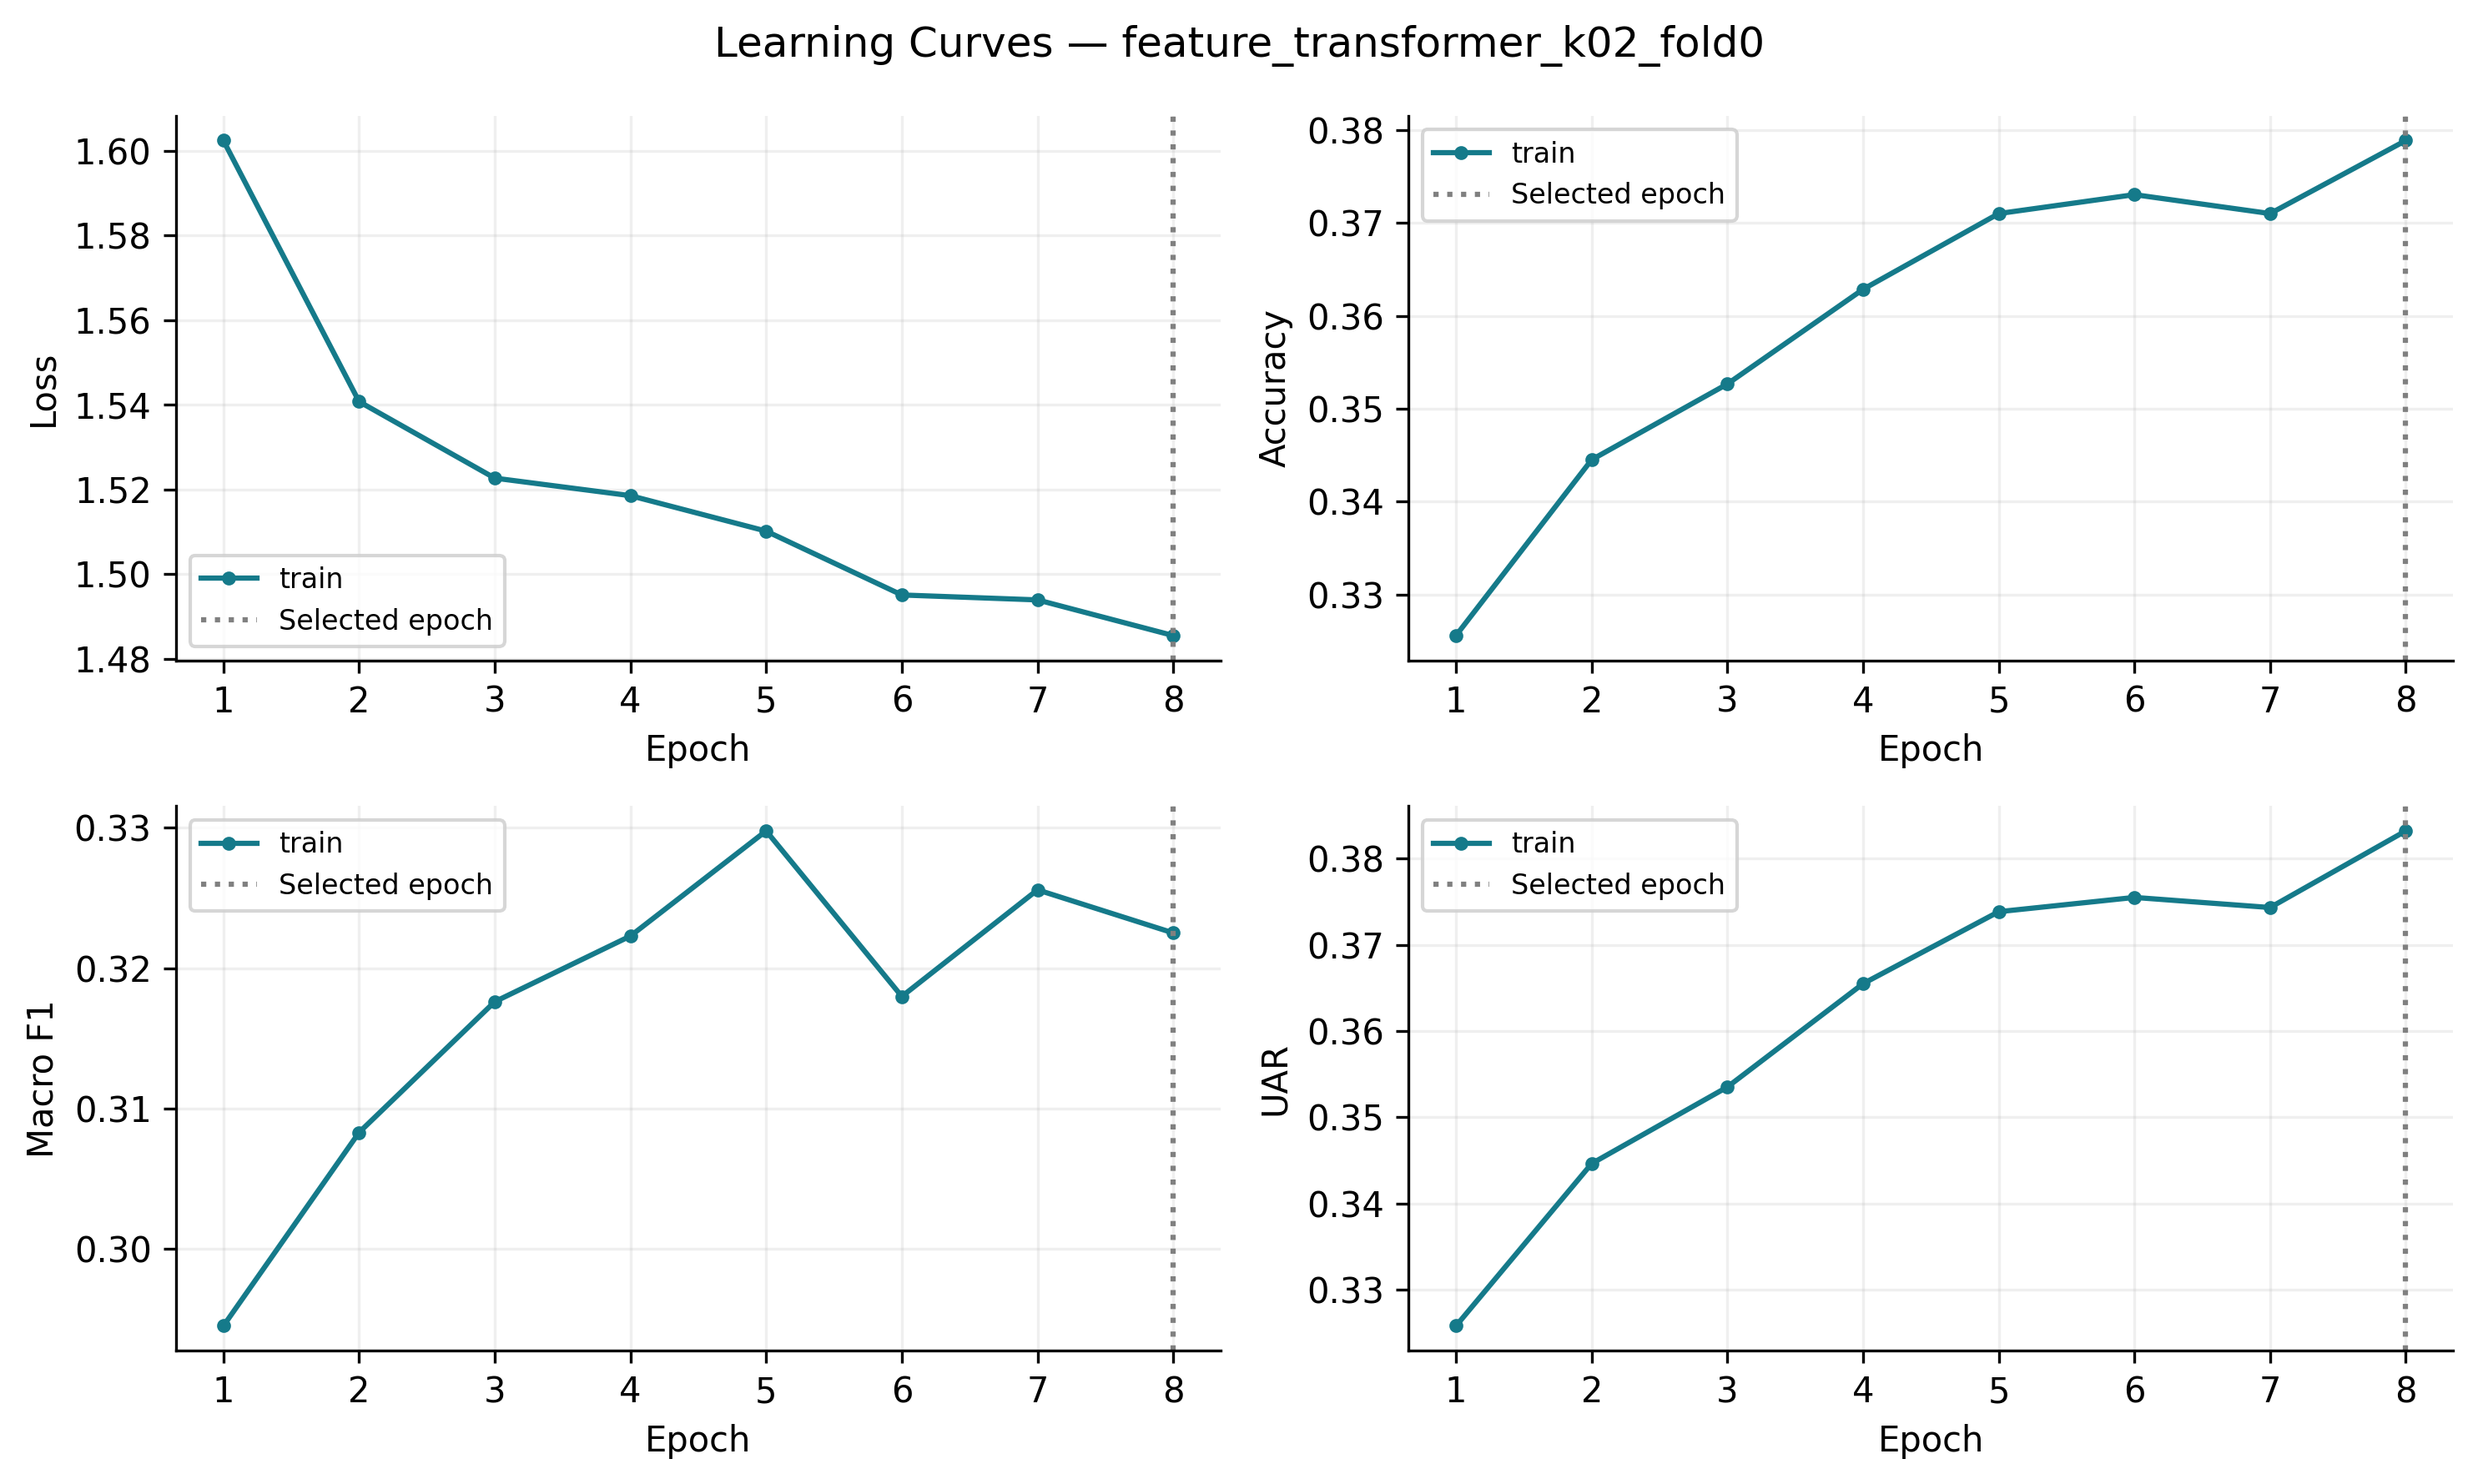 Learning Curves — feature_transformer_k02_fold0
1.60
1.58
1.56
1.54
1.52
1.50
1.48
Loss
train
Selected epoch
1 2 3 4 5 6 7 8
Epoch
0.38
0.37
0.36
0.35
0.34
0.33
Accuracy
train
Selected epoch
1 2 3 4 5 6 7 8
Epoch
0.33
0.32
0.31
0.30
Macro F1
train
Selected epoch
1 2 3 4 5 6 7 8
Epoch
0.38
0.37
0.36
0.35
0.34
0.33
UAR
train
Selected epoch
1 2 3 4 5 6 7 8
Epoch